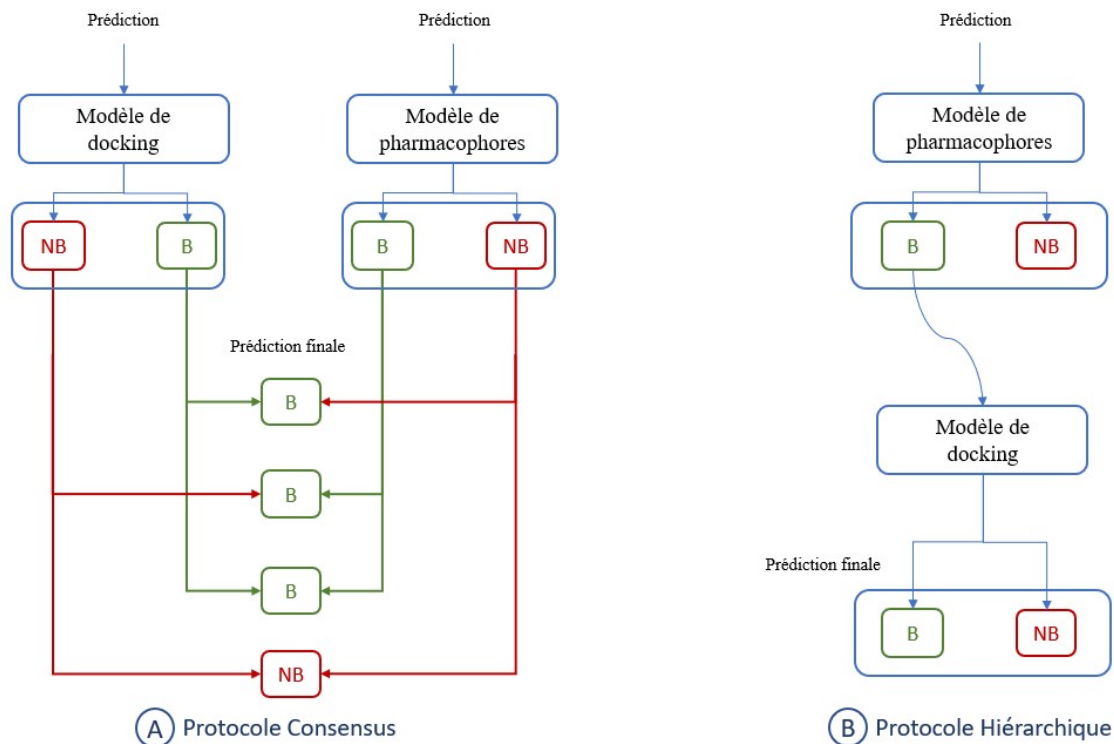 Prédiction
Prédiction
Modèle de
docking
Modèle de
pharmacophores
NB
B
B
NB
Prédiction finale
B
B
B
NB
A Protocole Consensus
Prédiction
Modèle de
pharmacophores
B
NB
Modèle de
docking
Prédiction finale
B
NB
B Protocole Hiérarchique